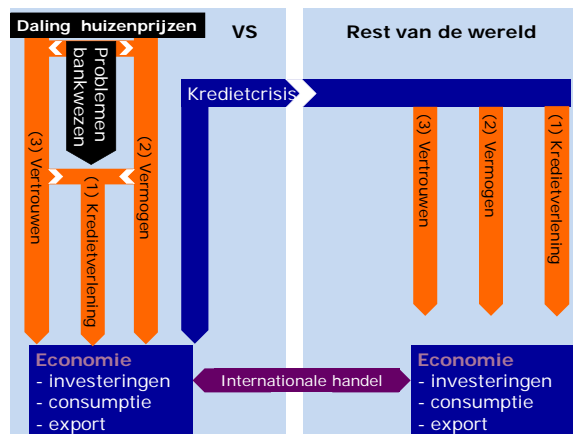 Daling huizenprijzen
VS
Rest van de wereld
Problemen
bankwezen
Kredietcrisis
(3) Vertrouwen
(1) Kredietverlening
(2) Vermogen
(3) Vertrouwen
(2) Vermogen
(1) Kredietverlening
Economie
- investeringen
- consumptie
- export
Internationale handel
Economie
- investeringen
- consumptie
- export